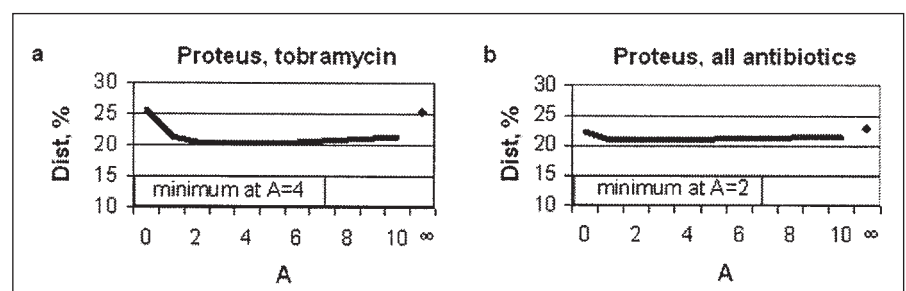 a Proteus, tobramycin
30
25
20
15
10
Dist, %
minimum at A=4
0 2 4 6 8 10 ∞
A
b Proteus, all antibiotics
30
25
20
15
10
Dist, %
minimum at A=2
0 2 4 6 8 10 ∞
A